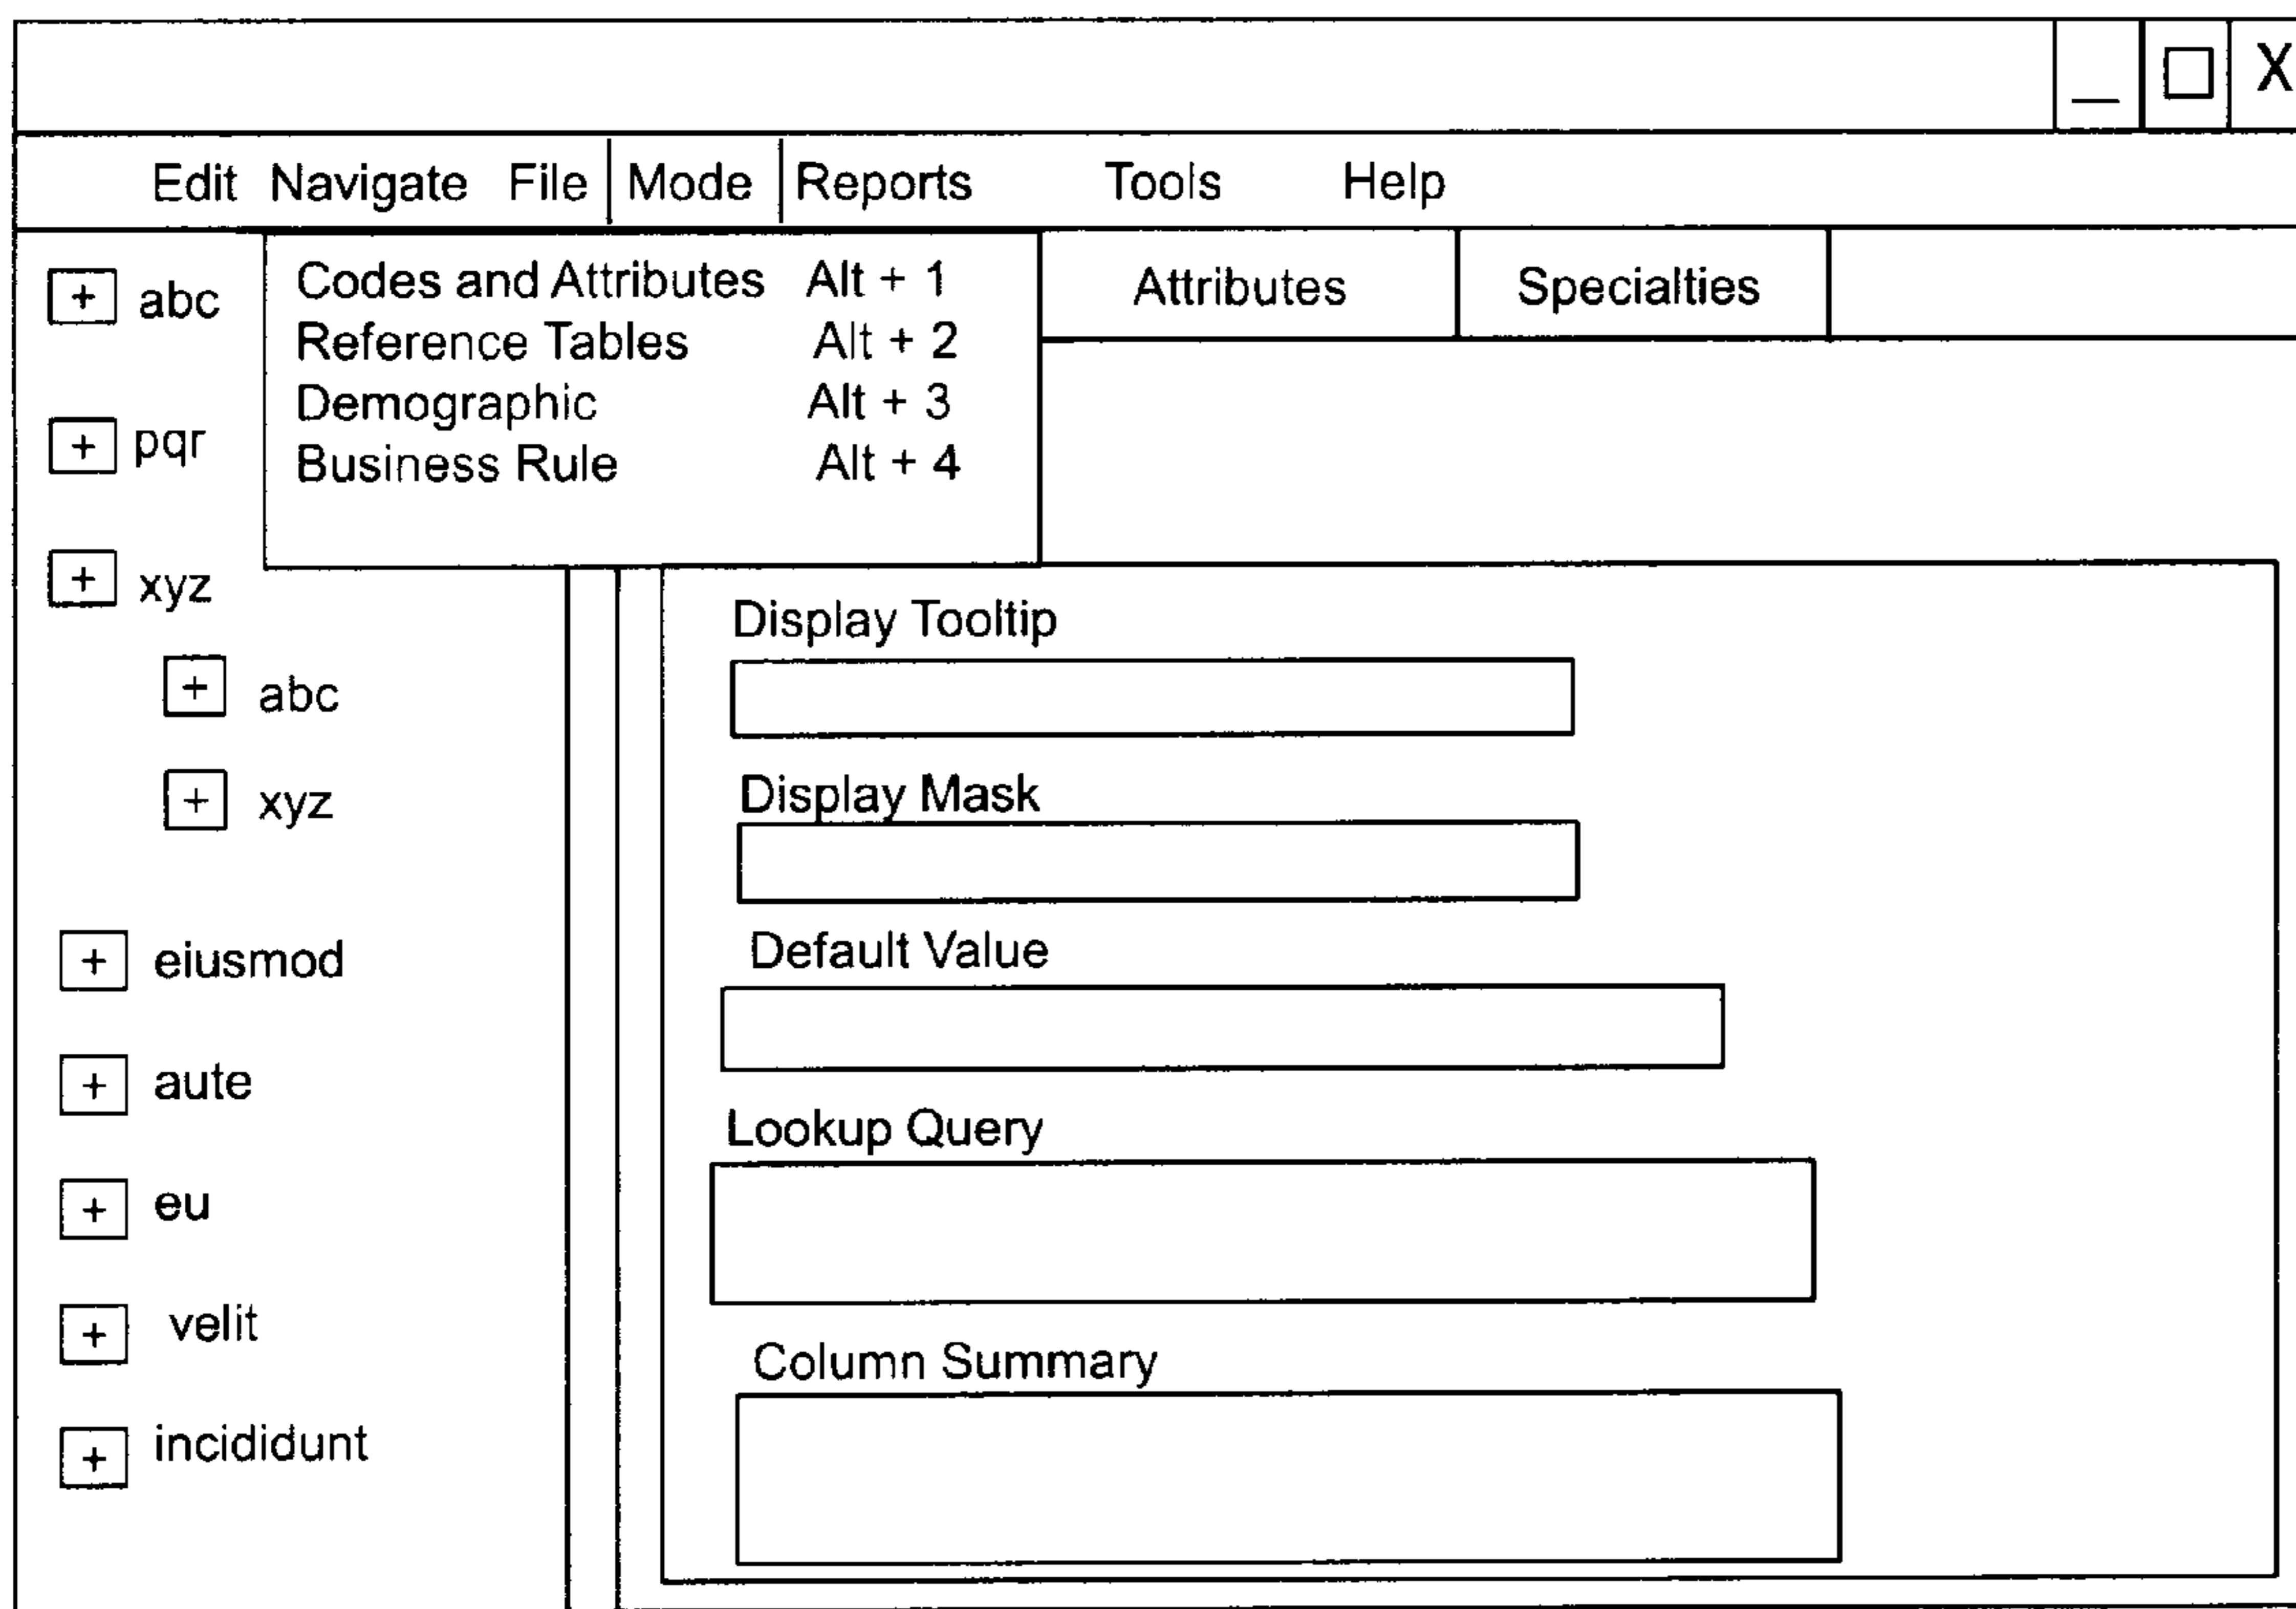 _ □ X
Edit Navigate File Mode Reports Tools Help
Codes and Attributes Alt + 1
Reference Tables Alt + 2
Demographic Alt + 3
Business Rule Alt + 4
Attributes Specialties
+ abc
+ pqr
+ xyz
+ abc
+ xyz
+ eiusmod
+ aute
+ eu
+ velit
+ incididunt
Display Tooltip
Display Mask
Default Value
Lookup Query
Column Summary